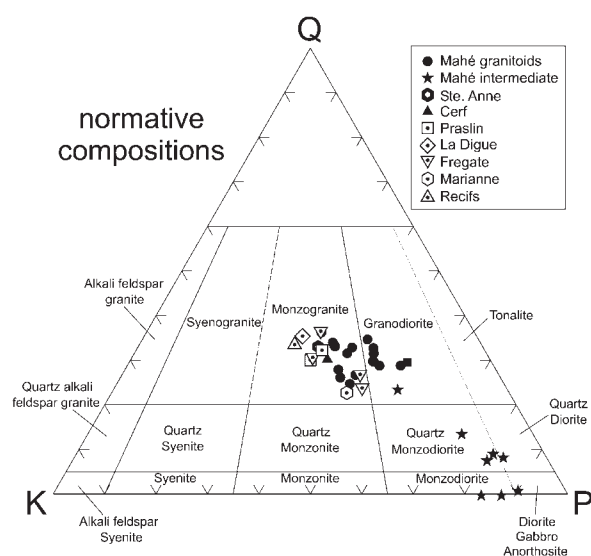 Q
normative
compositions
Mahé granitoids
Mahé intermediate
Ste. Anne
Cerf
Praslin
La Digue
Fregate
Marianne
Recifs
Alkali feldspar
granite
Syenogranite
Monzogranite
Granodiorite
Tonalite
Quartz alkali
feldspar granite
Quartz
Syenite
Quartz
Monzonite
Quartz
Monzodiorite
Quartz
Diorite
Syenite
Monzonite
Monzodiorite
K
P
Alkali feldspar
Syenite
Diorite
Gabbro
Anorthosite